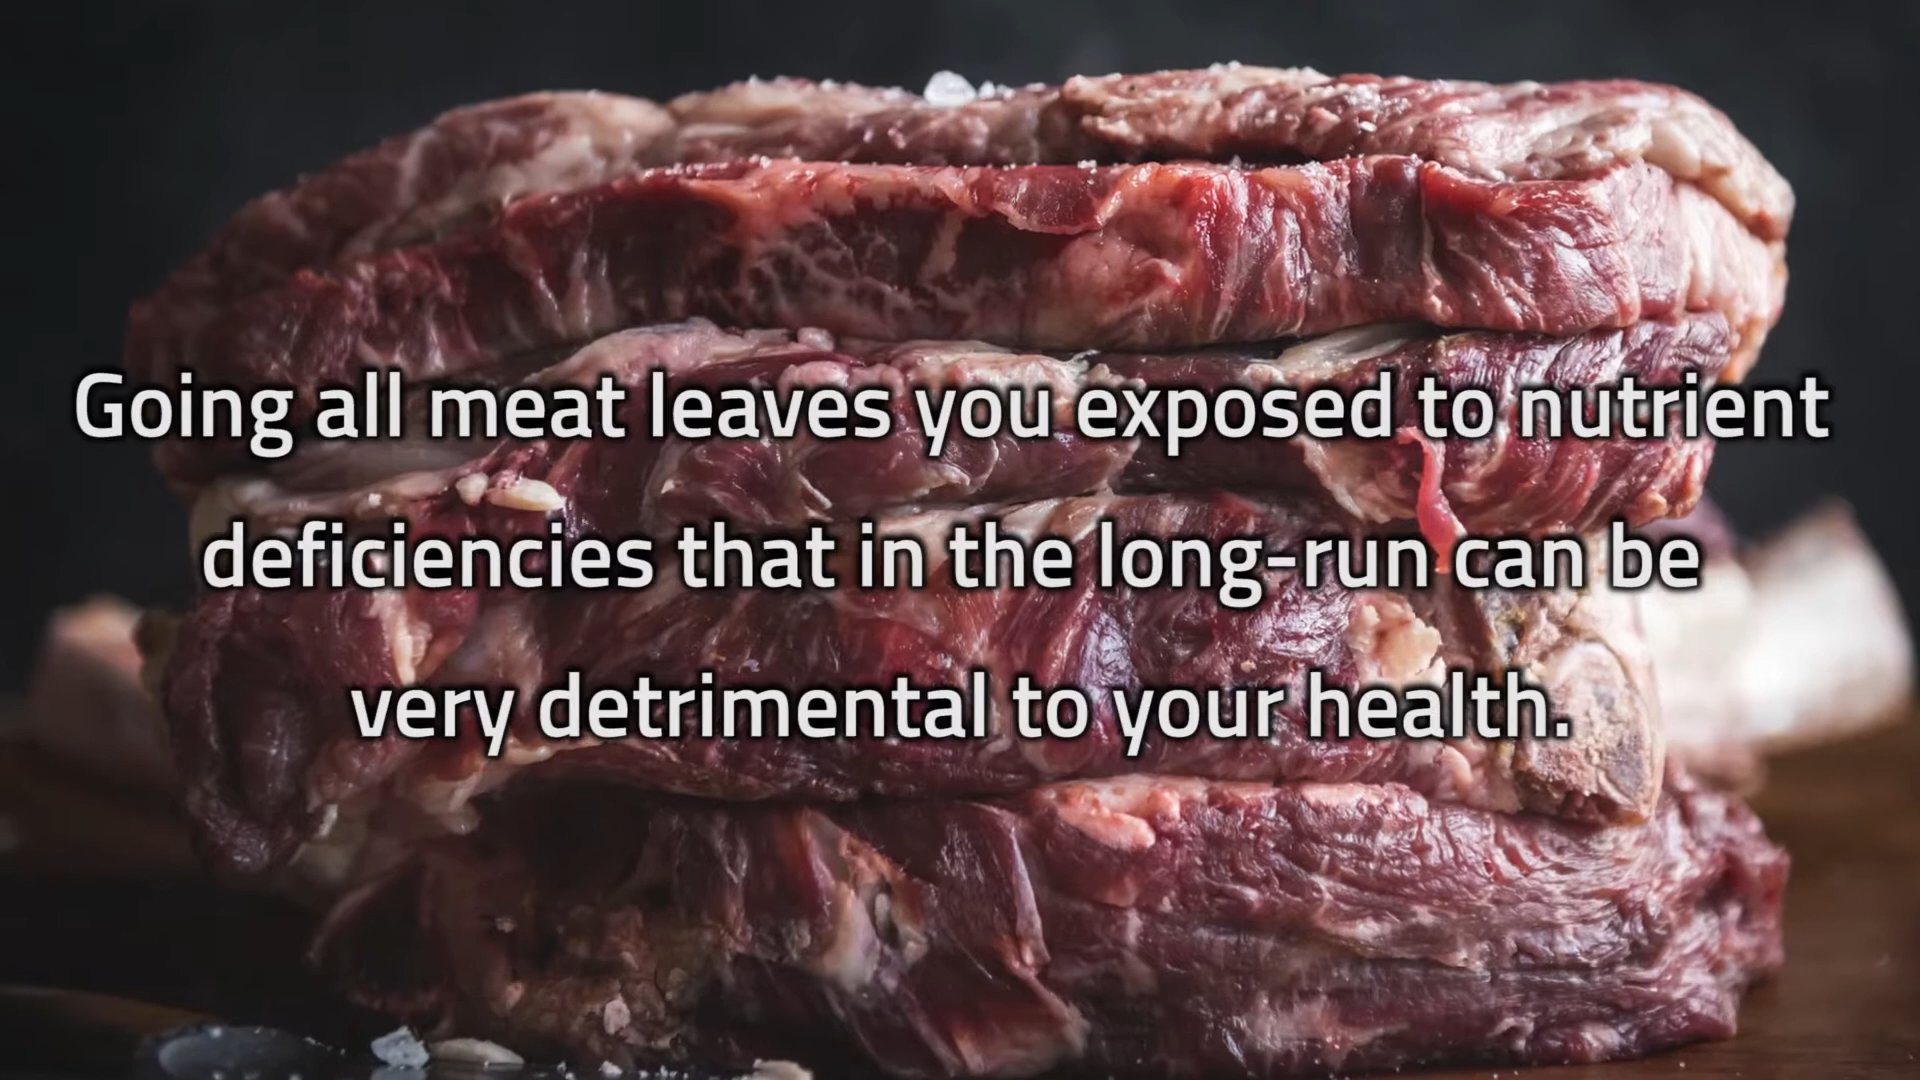 Going all meat leaves you exposed to nutrient
deficiencies that in the long-run can be
very detrimental to your health.